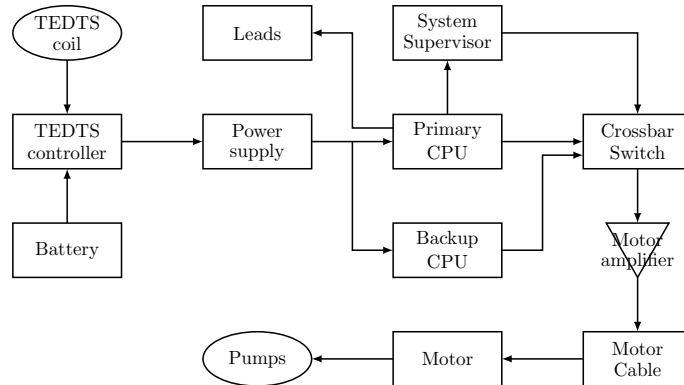 TEDTS
coil
Leads
System
Supervisor
TEDTS
controller
Power
supply
Primary
CPU
Crossbar
Switch
Battery
Backup
CPU
Motor
amplifier
Pumps
Motor
Motor
Cable